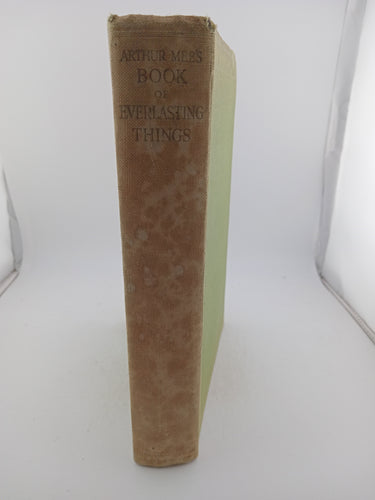 ARTHUR MEE'S
BOOK
OF
EVERLASTING
THINGS